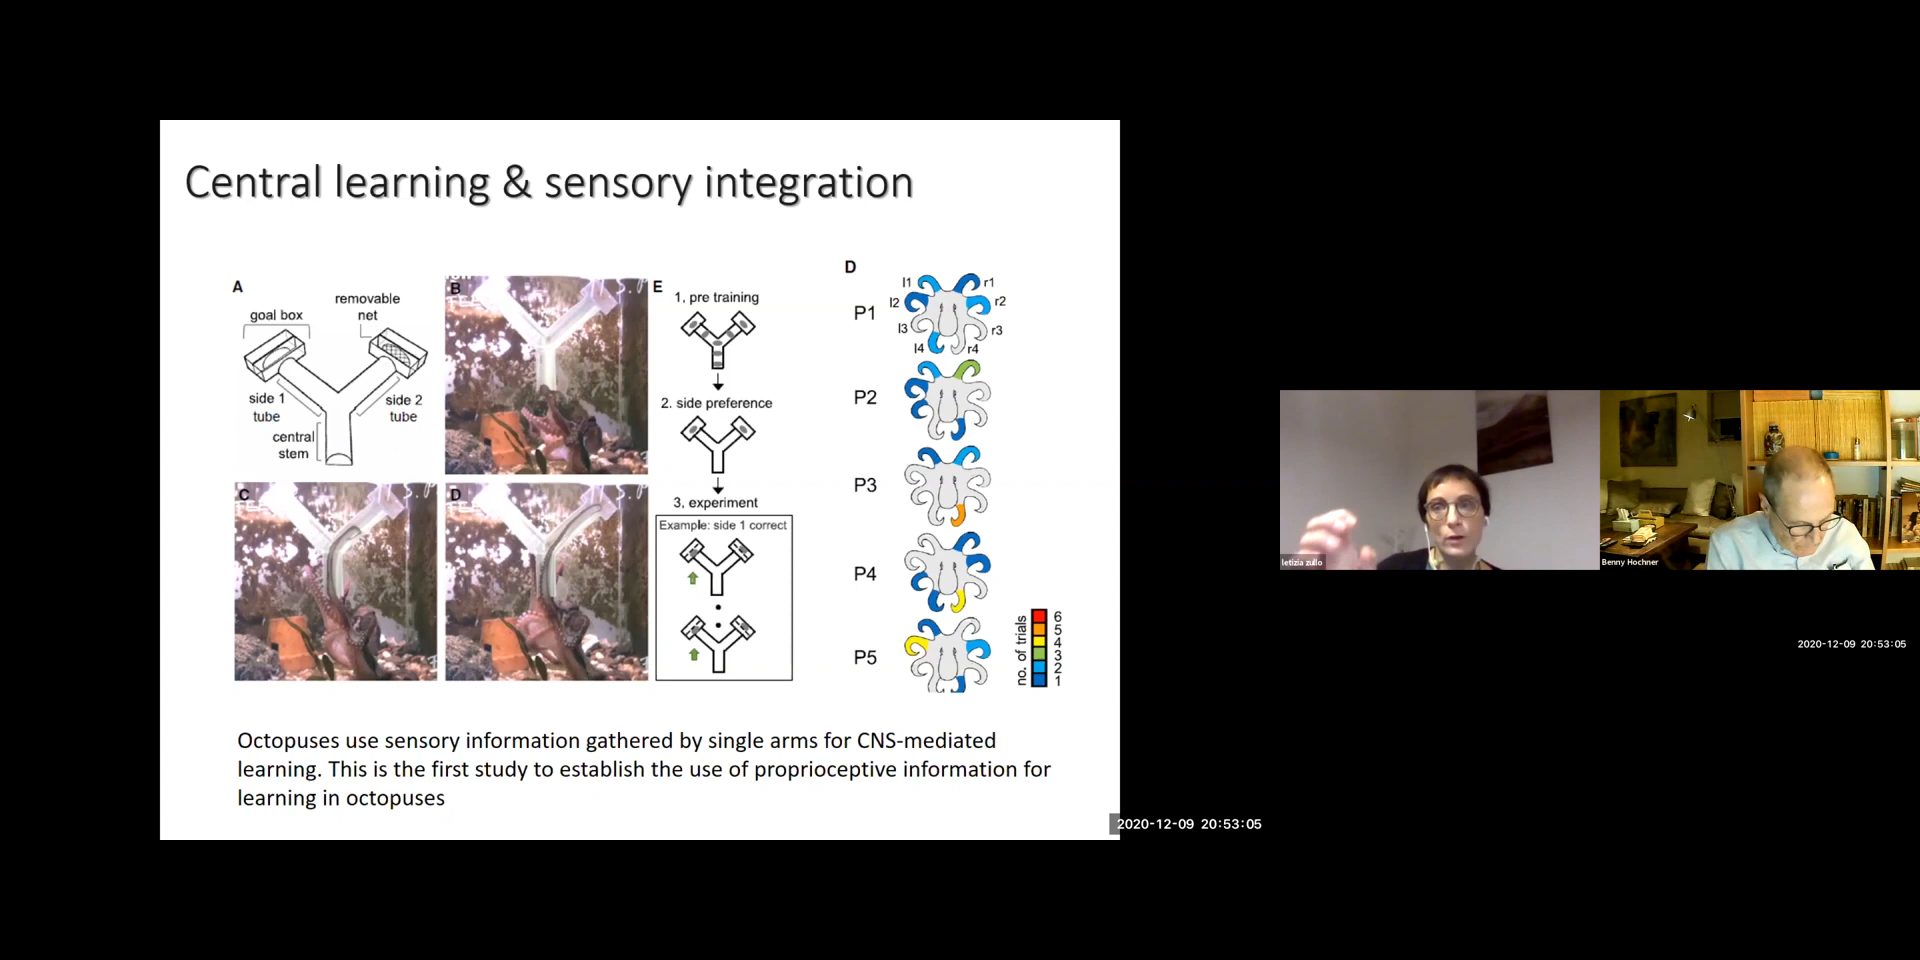 Central learning & sensory integration
A
goal box
removable
net
side 1
tube
side 2
tube
central
stem
B
C
D
E
1, pre training
2. side preference
3, experiment
Example: side 1 correct
D
P1
l1
r1
l2
r2
l3
r3
l4
r4
P2
P3
P4
P5
no. of trials
6
5
4
3
2
1
Octopuses use sensory information gathered by single arms for CNS-mediated
learning. This is the first study to establish the use of proprioceptive information for
learning in octopuses
2020-12-09 20:53:05
letizia zullo
Benny Hochner
2020-12-09 20:53:05